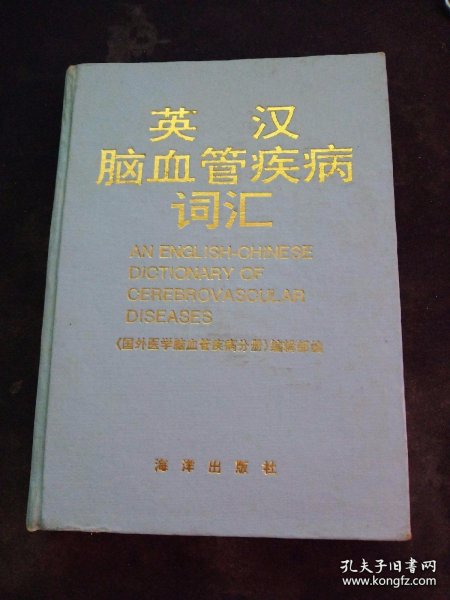 英 汉
脑血管疾病
词汇
AN ENGLISH-CHINESE
DICTIONARY OF
CEREBROVASCULAR
DISEASES
《国外医学脑血管疾病分册》编辑部编
海洋出版社
孔夫子旧书网
www.kongfz.com